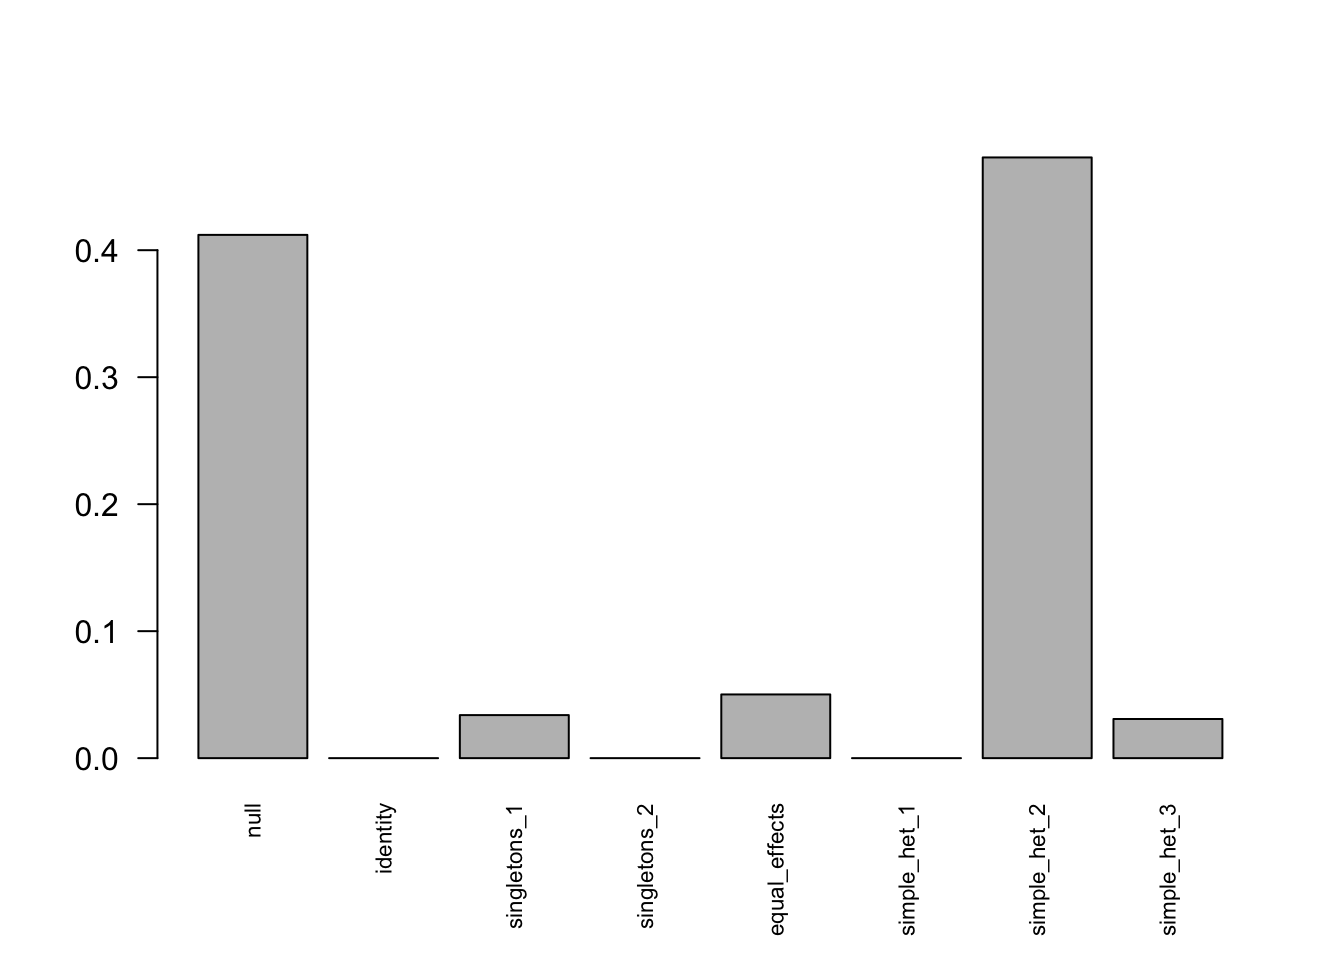 0.4
0.3
0.2
0.1
0.0
null
identity
singletons_1
singletons_2
equal_effects
simple_het_1
simple_het_2
simple_het_3